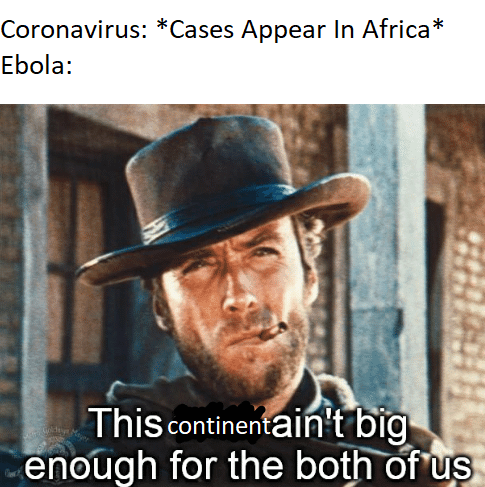 Coronavirus: *Cases Appear In Africa*
Ebola:
This continent ain't big
enough for the both of us